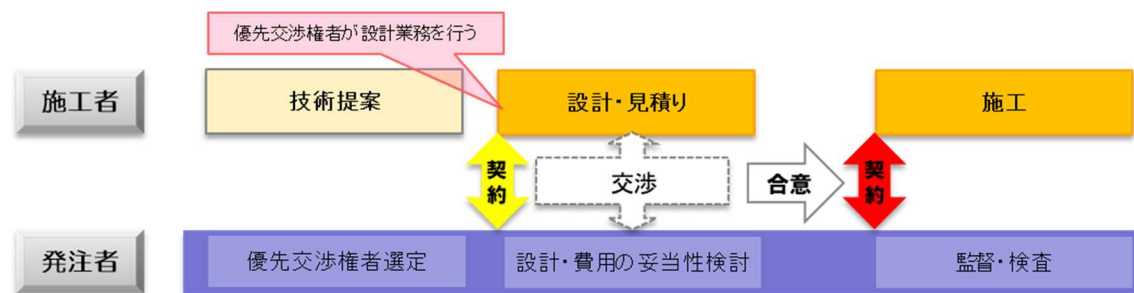 優先交渉権者が設計業務を行う
施工者
技術提案
設計・見積り
施工
契約
交渉
合意
契約
発注者
優先交渉権者選定
設計・費用の妥当性検討
監督・検査